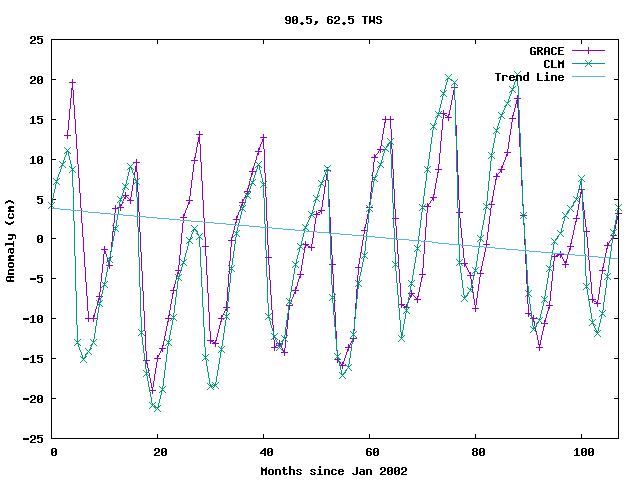 90.5, 62.5 TWS
GRACE
CLM
Trend Line
25
20
15
10
5
0
-5
-10
-15
-20
-25
Anomaly (cm)
0 20 40 60 80 100
Months since Jan 2002